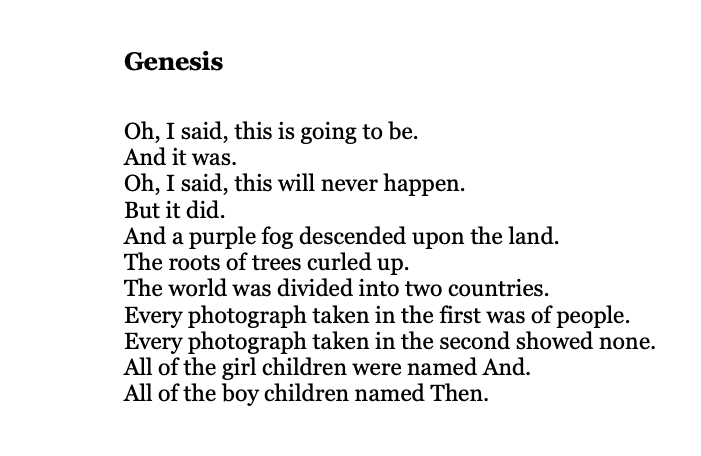 Genesis
Oh, I said, this is going to be.
And it was.
Oh, I said, this will never happen.
But it did.
And a purple fog descended upon the land.
The roots of trees curled up.
The world was divided into two countries.
Every photograph taken in the first was of people.
Every photograph taken in the second showed none.
All of the girl children were named And.
All of the boy children named Then.